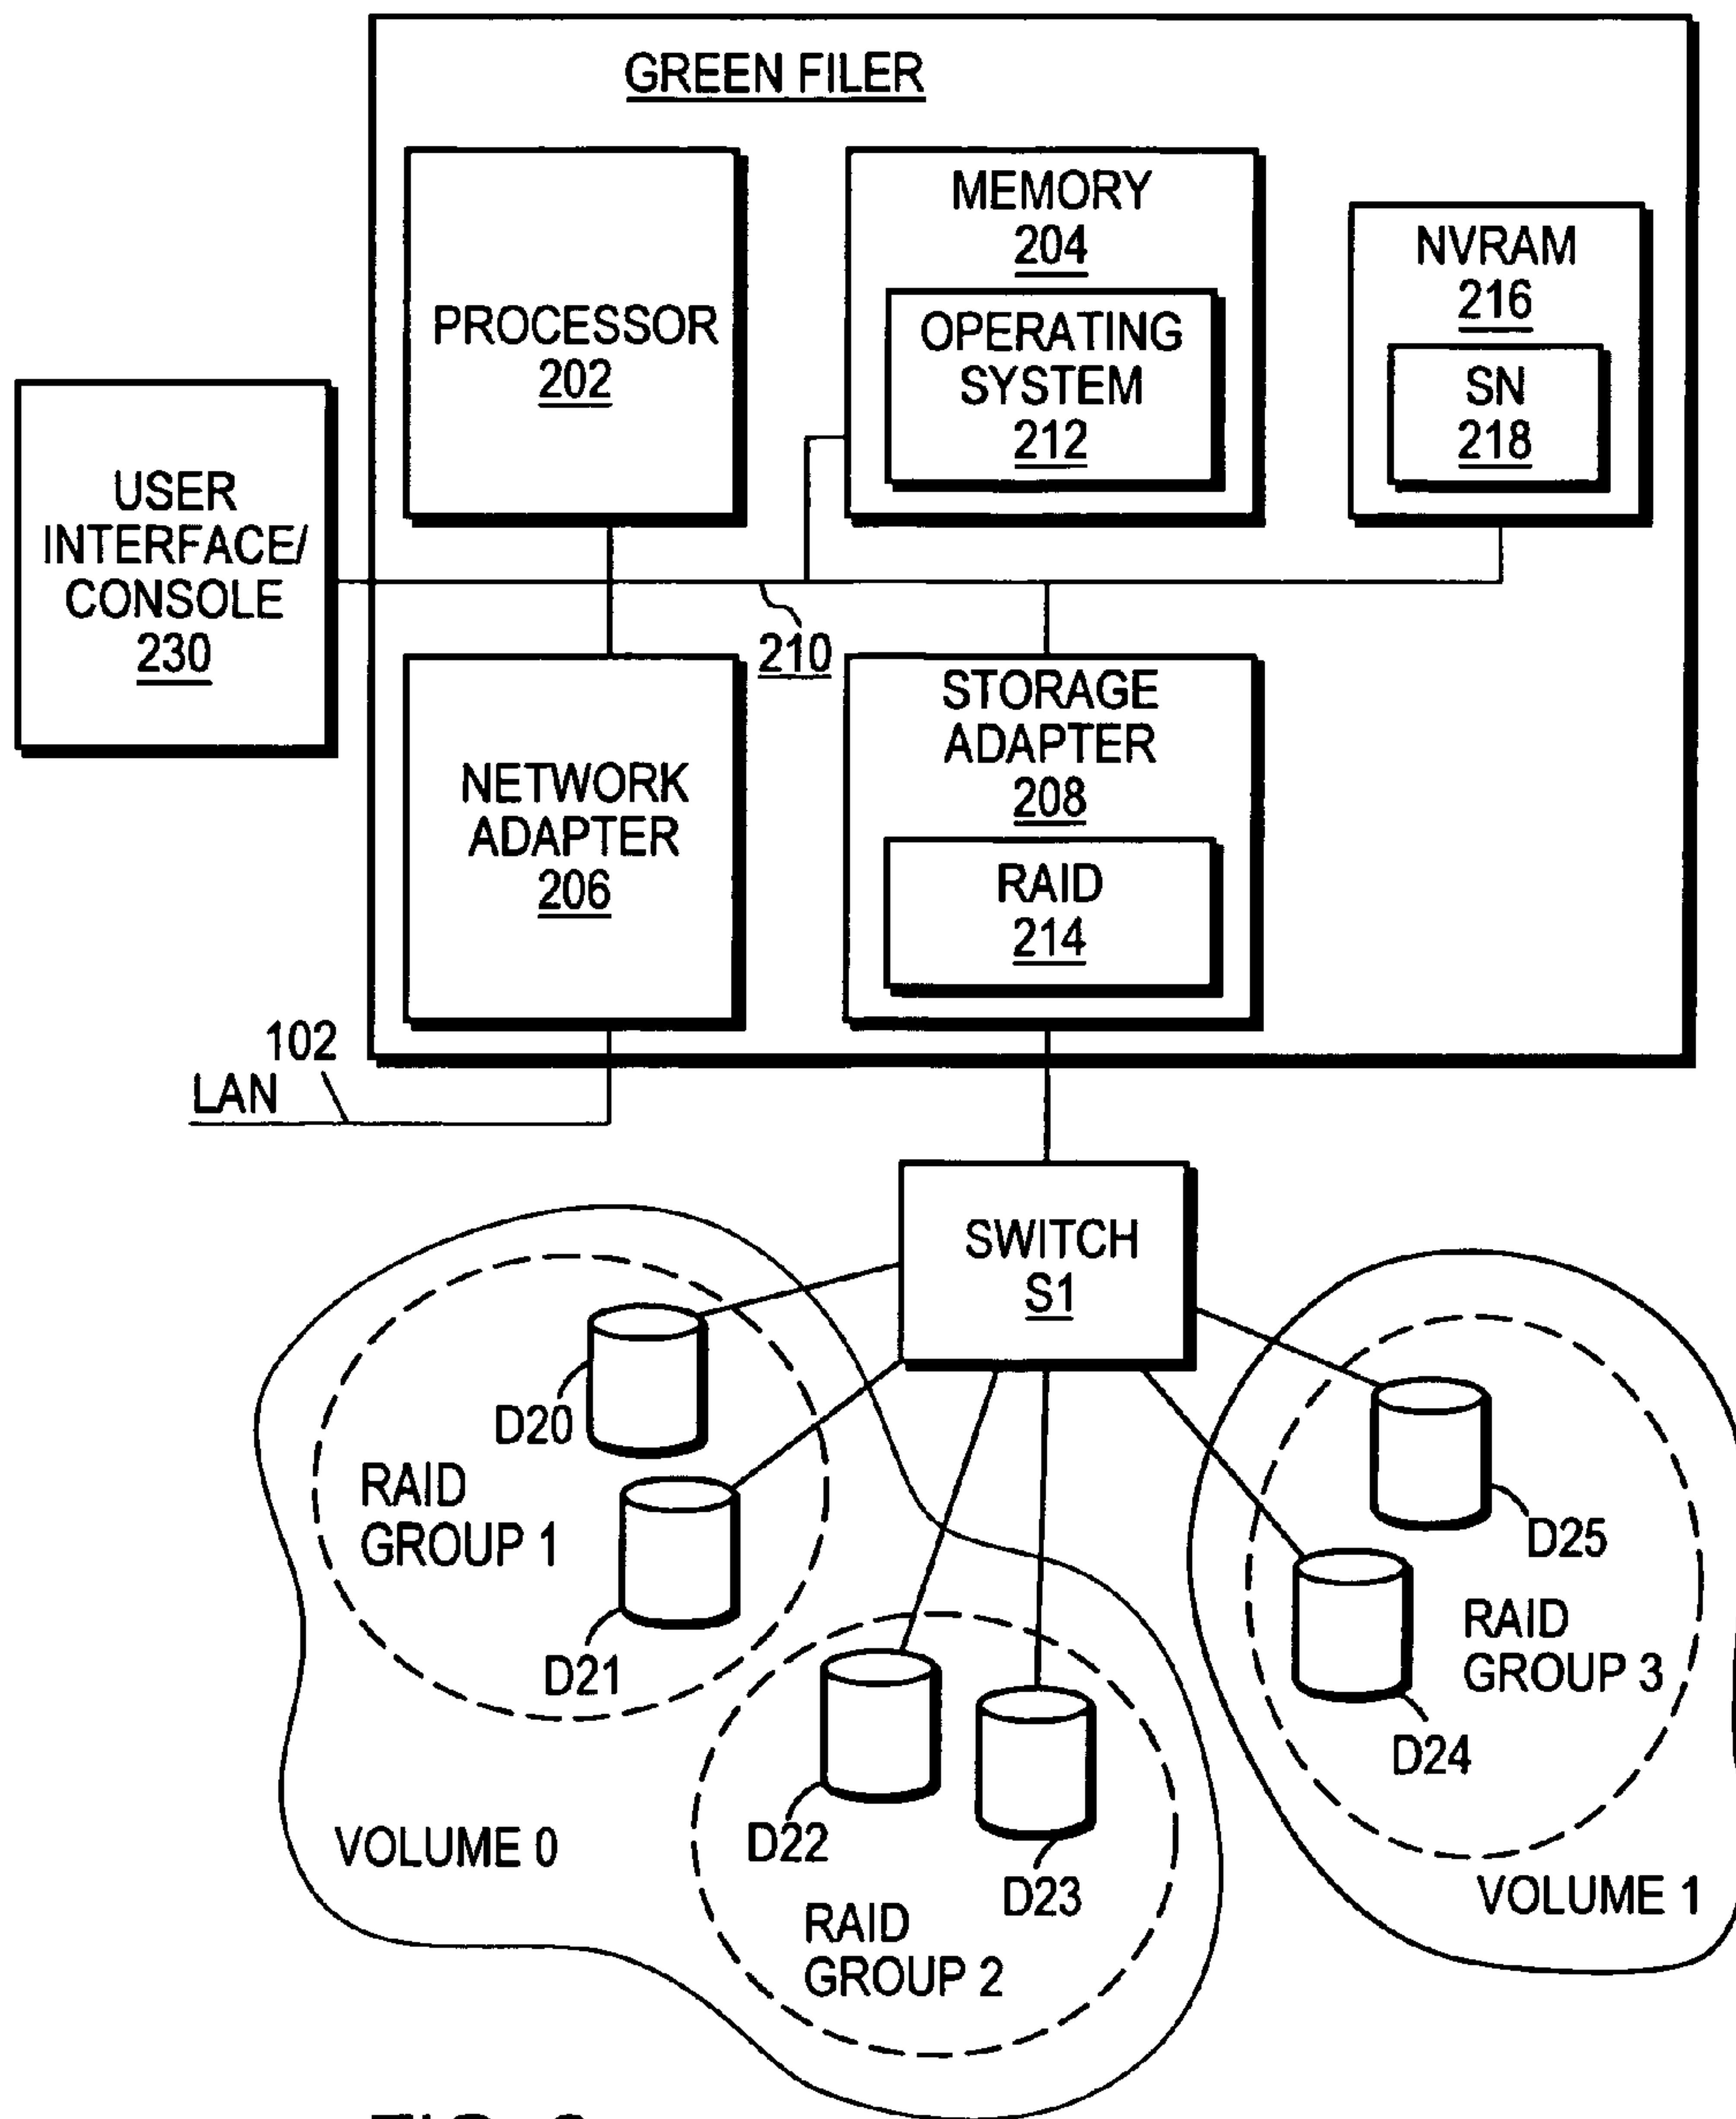 GREEN FILER
PROCESSOR
202
MEMORY
204
OPERATING
SYSTEM
212
NVRAM
216
SN
218
USER
INTERFACE/
CONSOLE
230
210
NETWORK
ADAPTER
206
STORAGE
ADAPTER
208
RAID
214
102
LAN
SWITCH
S1
D20
RAID
GROUP 1
D21
D25
RAID
GROUP 3
D24
D22
D23
VOLUME 0
RAID
GROUP 2
VOLUME 1